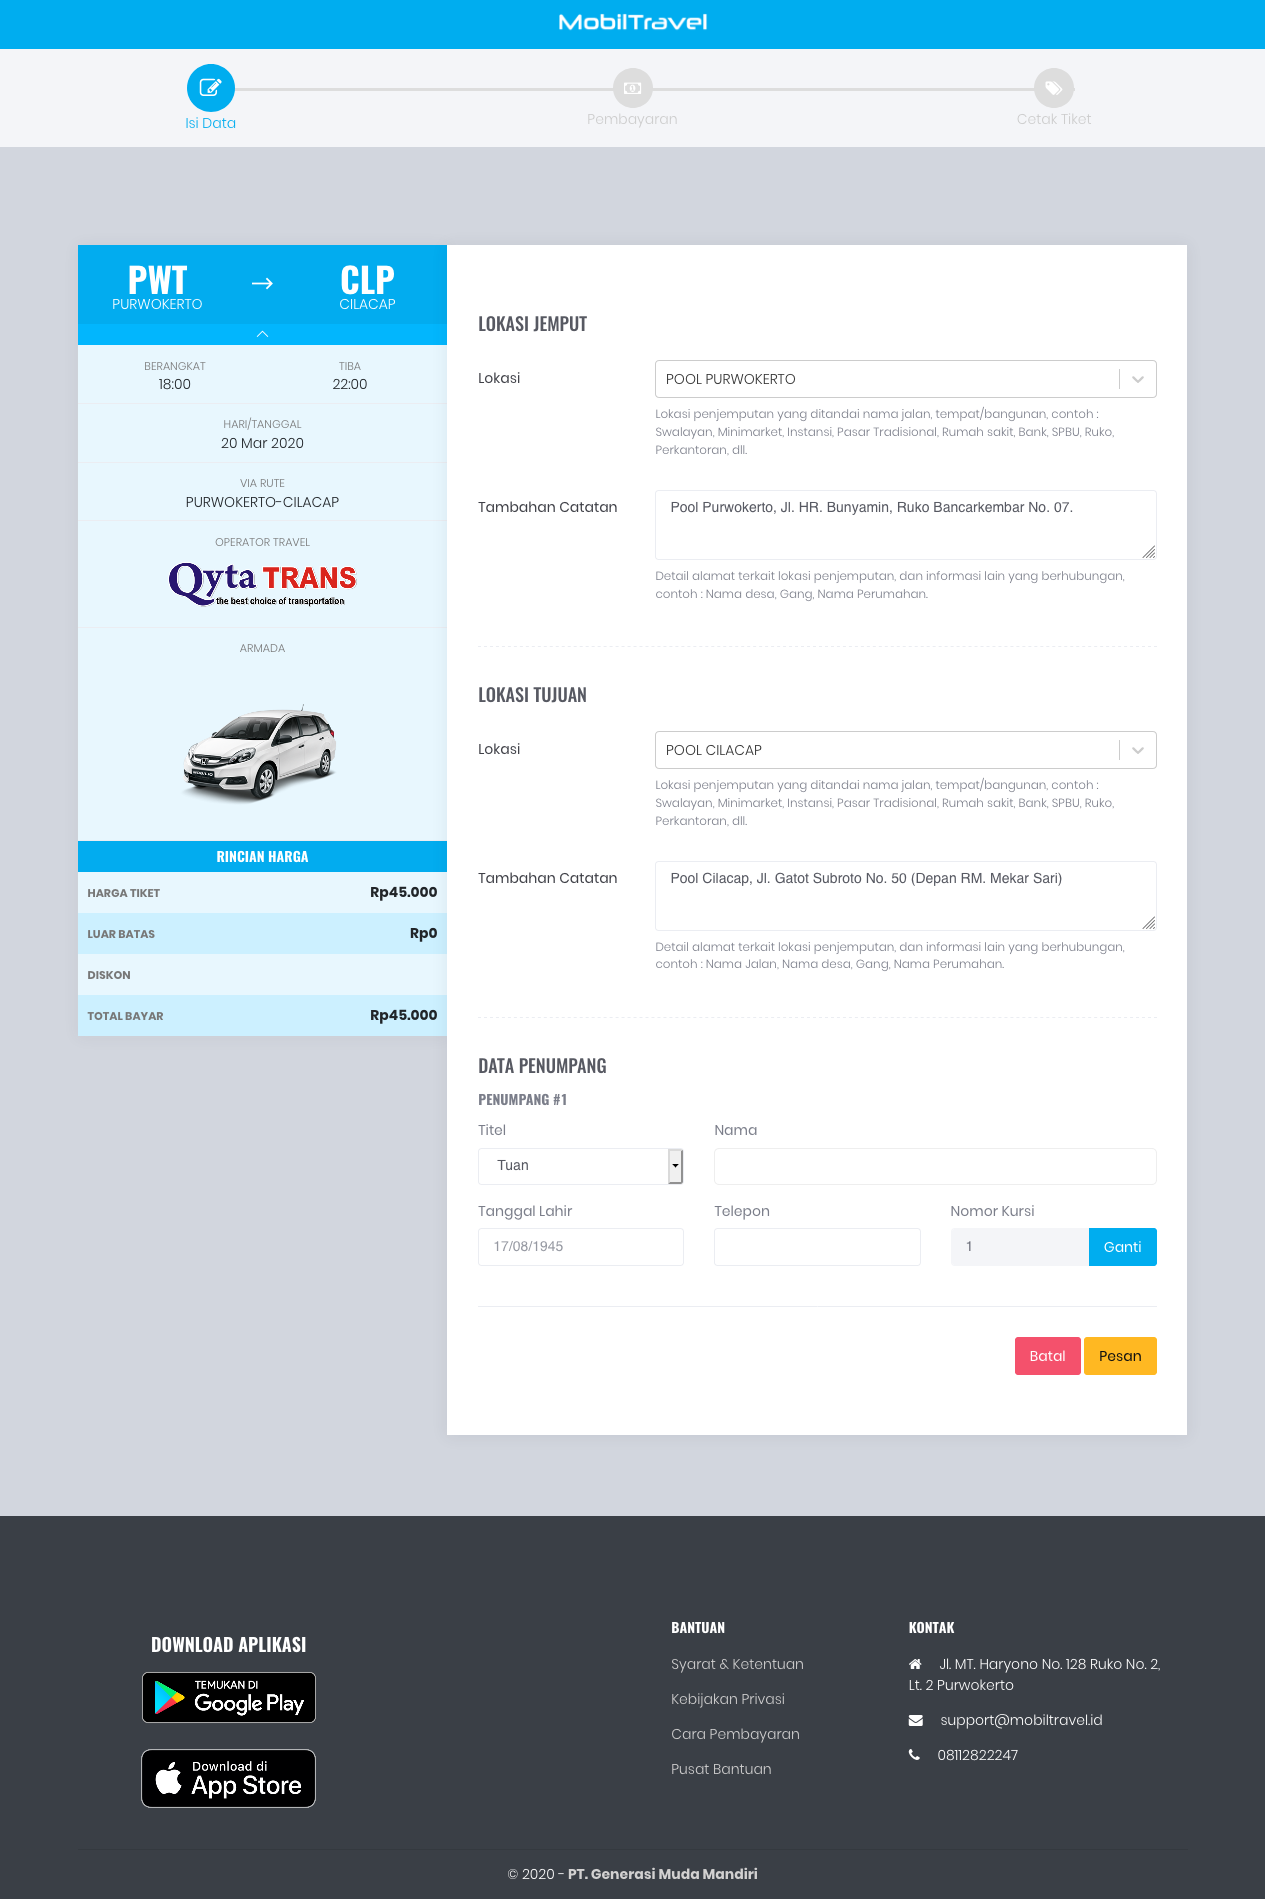 MobilTravel
Isi Data
Pembayaran
Cetak Tiket
PWT
PURWOKERTO
CLP
CILACAP
BERANGKAT
18:00
TIBA
22:00
HARI/TANGGAL
20 Mar 2020
VIA RUTE
PURWOKERTO-CILACAP
OPERATOR TRAVEL
Qyta TRANS
the best choice of transportation
ARMADA
RINCIAN HARGA
HARGA TIKET Rp45.000
LUAR BATAS Rp0
DISKON
TOTAL BAYAR Rp45.000
LOKASI JEMPUT
Lokasi
POOL PURWOKERTO
Lokasi penjemputan yang ditandai nama jalan, tempat/bangunan, contoh :
Swalayan, Minimarket, Instansi, Pasar Tradisional, Rumah sakit, Bank, SPBU, Ruko,
Perkantoran, dll.
Tambahan Catatan
Pool Purwokerto, Jl. HR. Bunyamin, Ruko Bancarkembar No. 07.
Detail alamat terkait lokasi penjemputan, dan informasi lain yang berhubungan,
contoh : Nama desa, Gang, Nama Perumahan.
LOKASI TUJUAN
Lokasi
POOL CILACAP
Lokasi penjemputan yang ditandai nama jalan, tempat/bangunan, contoh :
Swalayan, Minimarket, Instansi, Pasar Tradisional, Rumah sakit, Bank, SPBU, Ruko,
Perkantoran, dll.
Tambahan Catatan
Pool Cilacap, Jl. Gatot Subroto No. 50 (Depan RM. Mekar Sari)
Detail alamat terkait lokasi penjemputan, dan informasi lain yang berhubungan,
contoh : Nama Jalan, Nama desa, Gang, Nama Perumahan.
DATA PENUMPANG
PENUMPANG #1
Titel
Nama
Tuan
Tanggal Lahir
Telepon
Nomor Kursi
17/08/1945
1
Ganti
Batal
Pesan
DOWNLOAD APLIKASI
TEMUKAN DI
Google Play
Download di
App Store
BANTUAN
Syarat & Ketentuan
Kebijakan Privasi
Cara Pembayaran
Pusat Bantuan
KONTAK
Jl. MT. Haryono No. 128 Ruko No. 2,
Lt. 2 Purwokerto
support@mobiltravel.id
08112822247
© 2020 - PT. Generasi Muda Mandiri